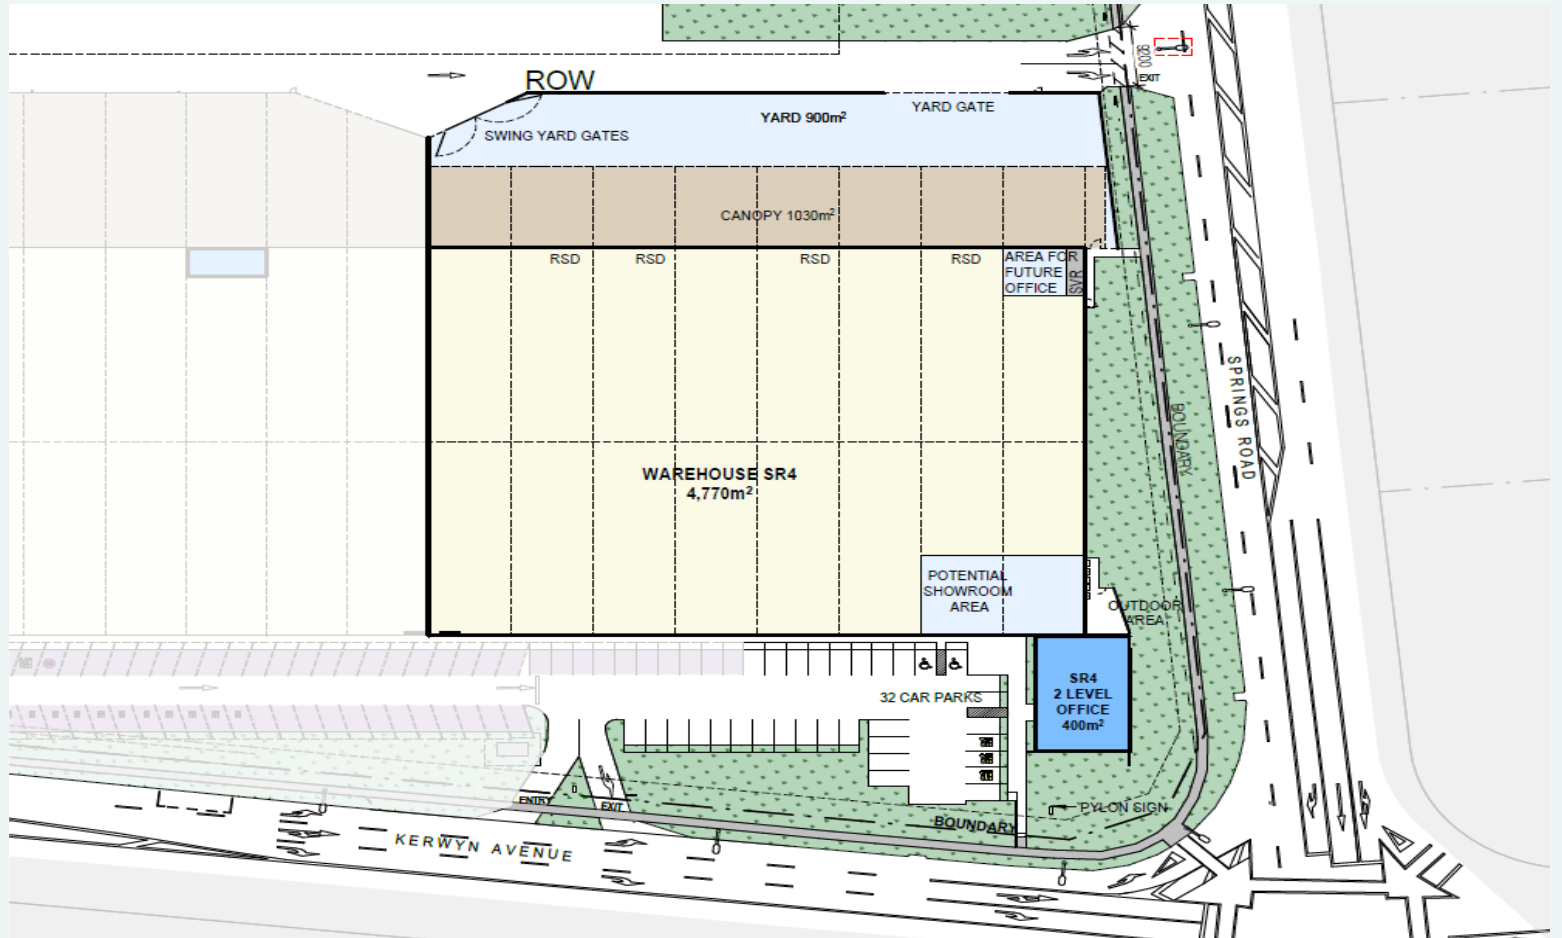 8200
EXIT
ROW
YARD GATE
YARD 900m²
SWING YARD GATES
CANOPY 1030m²
RSD
RSD
RSD
RSD
AREA FOR
FUTURE
OFFICE
SVR
SPRINGS ROAD
BOUNDARY
WAREHOUSE SR4
4,770m²
POTENTIAL
SHOWROOM
AREA
OUTDOOR
AREA
32 CAR PARKS
SR4
2 LEVEL
OFFICE
400m²
ENTRY
EXIT
PYLON SIGN
BOUNDARY
KERWYN AVENUE